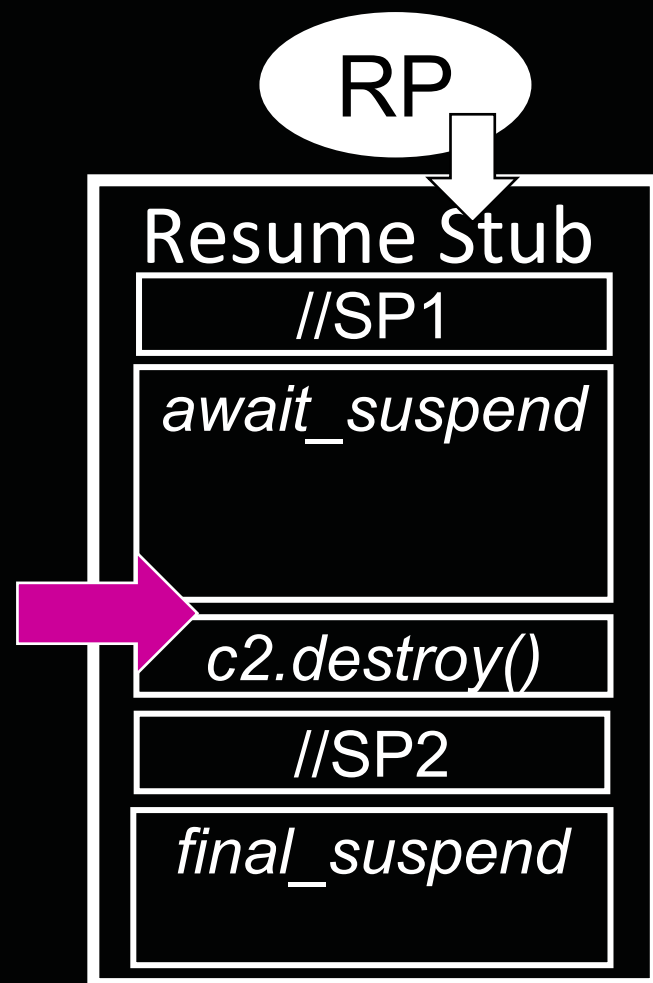 RP
Resume Stub
//SP1
await_suspend
c2.destroy()
//SP2
final_suspend